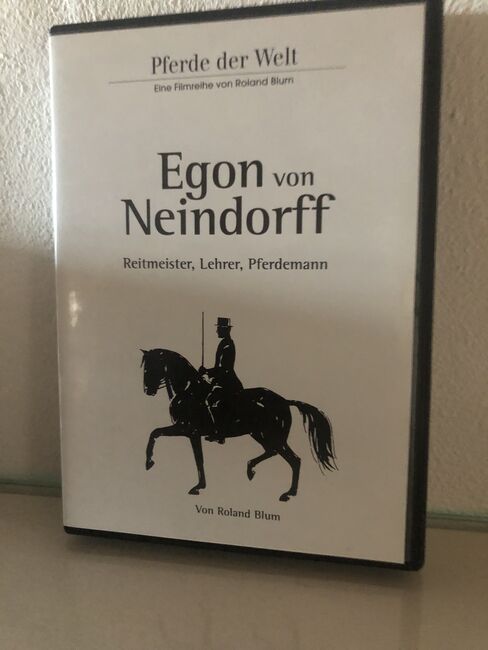 Pferde der Welt
Eine Filmreihe von Roland Blum
Egon von
Neindorff
Reitmeister, Lehrer, Pferdemann
Von Roland Blum